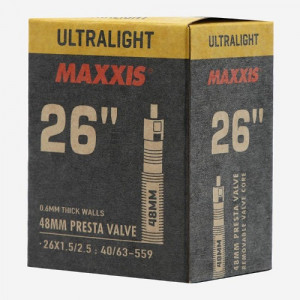 ULTRALIGHT
MAXXIS
26"
0.6MM THICK WALLS
48MM PRESTA VALVE
•26X1.5/2.5 : 40/63-559
48MM
26"
48MM
48MM PRESTA VALVE
REMOVABLE VALVE CORE